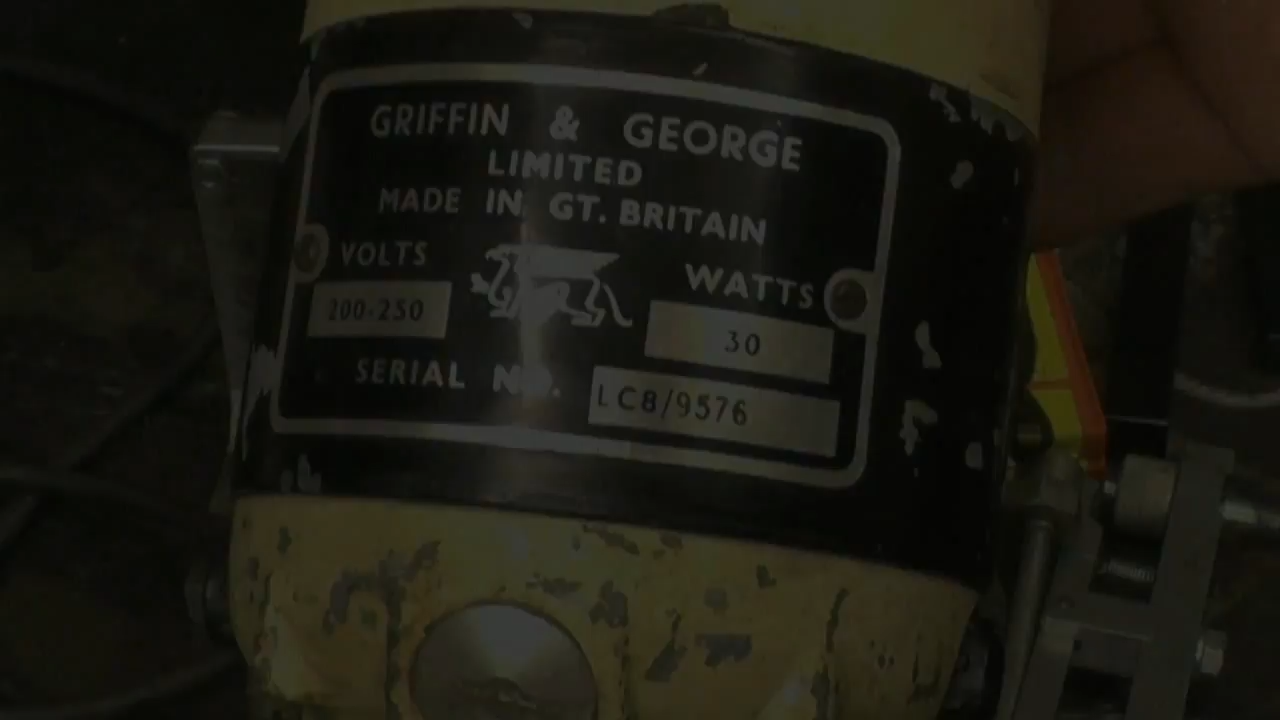 GRIFFIN & GEORGE
LIMITED
MADE IN GT. BRITAIN
VOLTS WATTS
200-250 30
SERIAL NO. LC8/9576